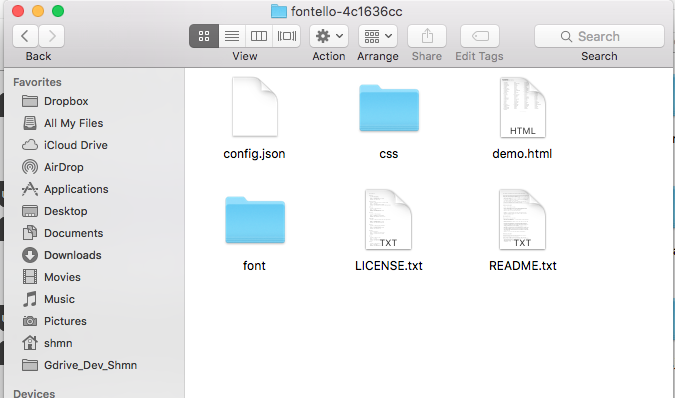 fontello-4c1636cc
Back
View
Action
Arrange
Share
Edit Tags
Search
Search
Favorites
Dropbox
All My Files
iCloud Drive
AirDrop
Applications
Desktop
Documents
Downloads
Movies
Music
Pictures
shmn
Gdrive_Dev_Shmn
Devices
config.json
css
HTML
demo.html
font
TXT
LICENSE.txt
TXT
README.txt